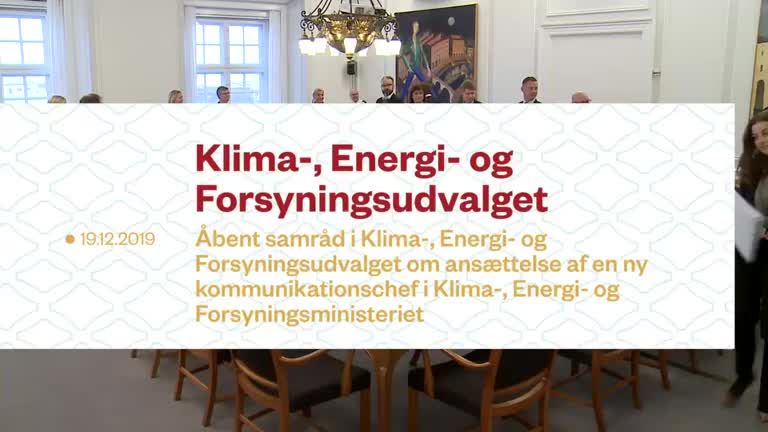 Klima-, Energi- og
Forsyningsudvalget
19.12.2019
Åbent samråd i Klima-, Energi- og
Forsyningsudvalget om ansættelse af en ny
kommunikationschef i Klima-, Energi- og
Forsyningsministeriet